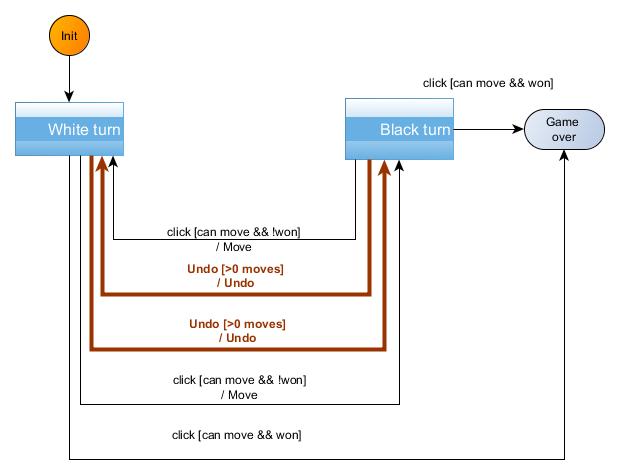 Init
click [can move && won]
White turn
Black turn
Game
over
click [can move && !won]
/ Move
Undo [>0 moves]
/ Undo
Undo [>0 moves]
/ Undo
click [can move && !won]
/ Move
click [can move && won]